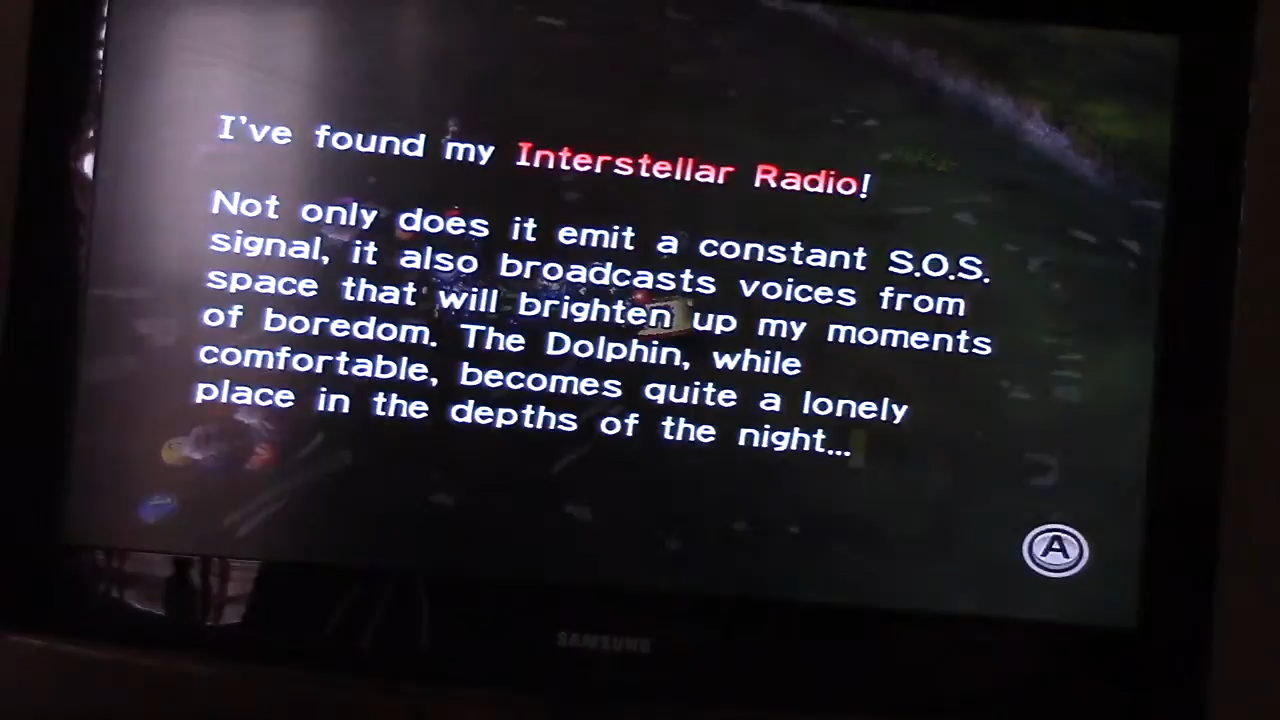 I've found my Interstellar Radio!
Not only does it emit a constant S.O.S.
signal, it also broadcasts voices from
space that will brighten up my moments
of boredom. The Dolphin, while
comfortable, becomes quite a lonely
place in the depths of the night...
A
SAMSUNG